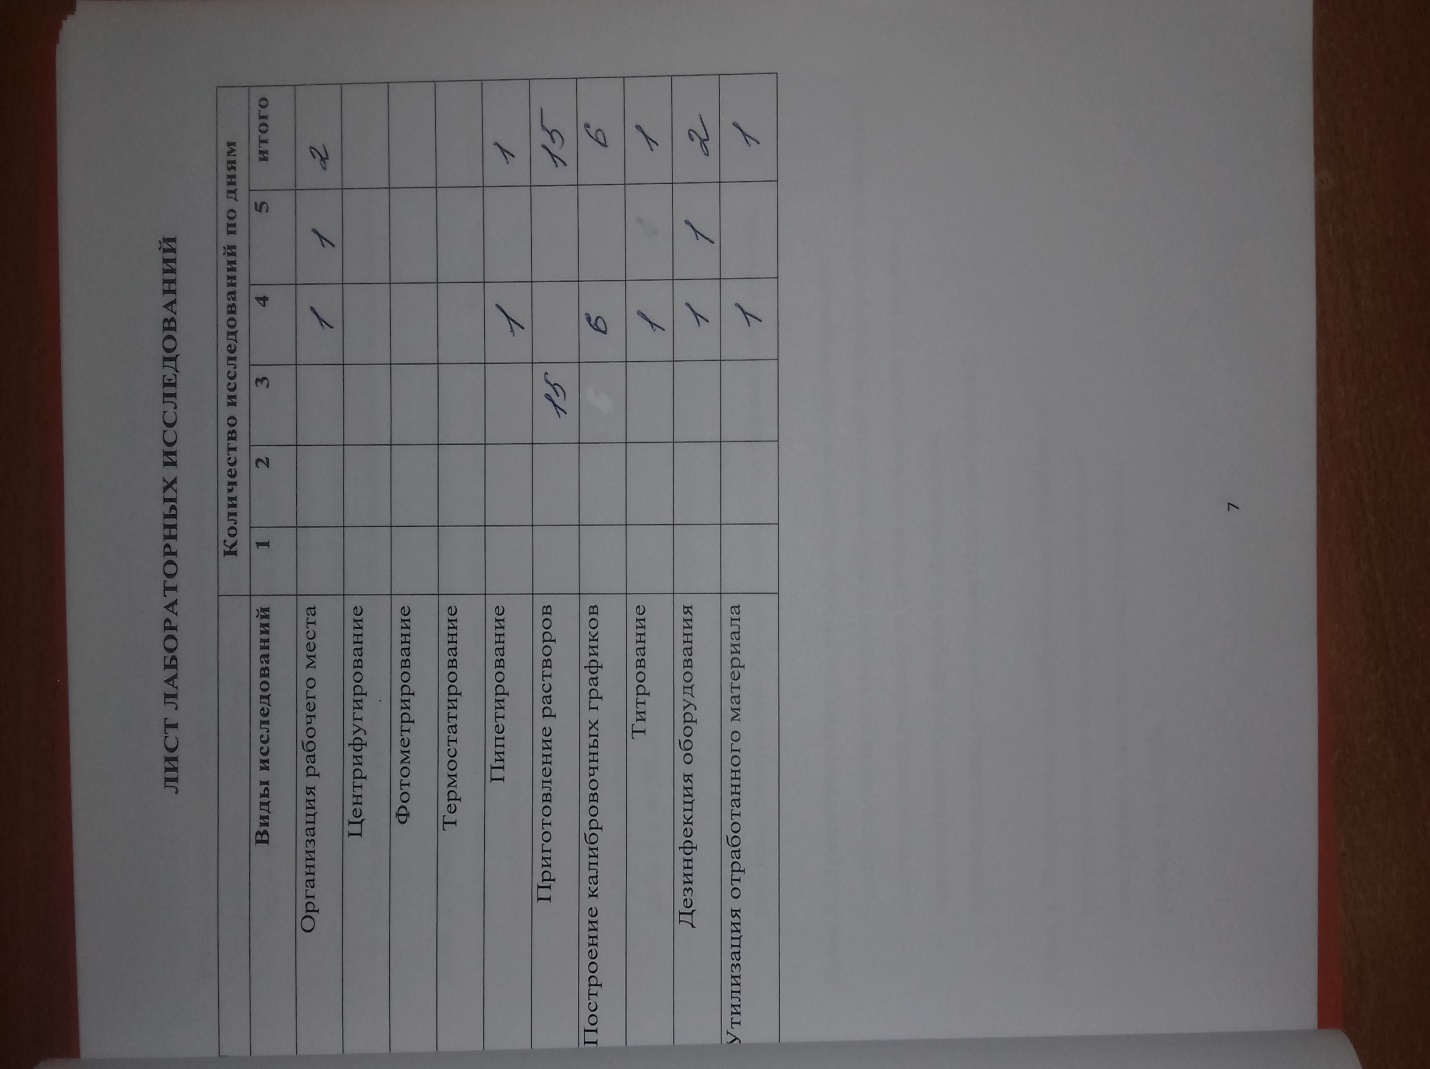 ЛИСТ ЛАБОРАТОРНЫХ ИССЛЕДОВАНИЙ
Количество исследований по дням
Виды исследований 1 2 3 4 5 итого
Организация рабочего места 1 1 2
Центрифугирование
Фотометрирование
Термостатирование
Пипетирование 1 1
Приготовление растворов 15 15
Построение калибровочных графиков 6 6
Титрование 1 1
Дезинфекция оборудования 1 1 2
Утилизация отработанного материала 1 1
7